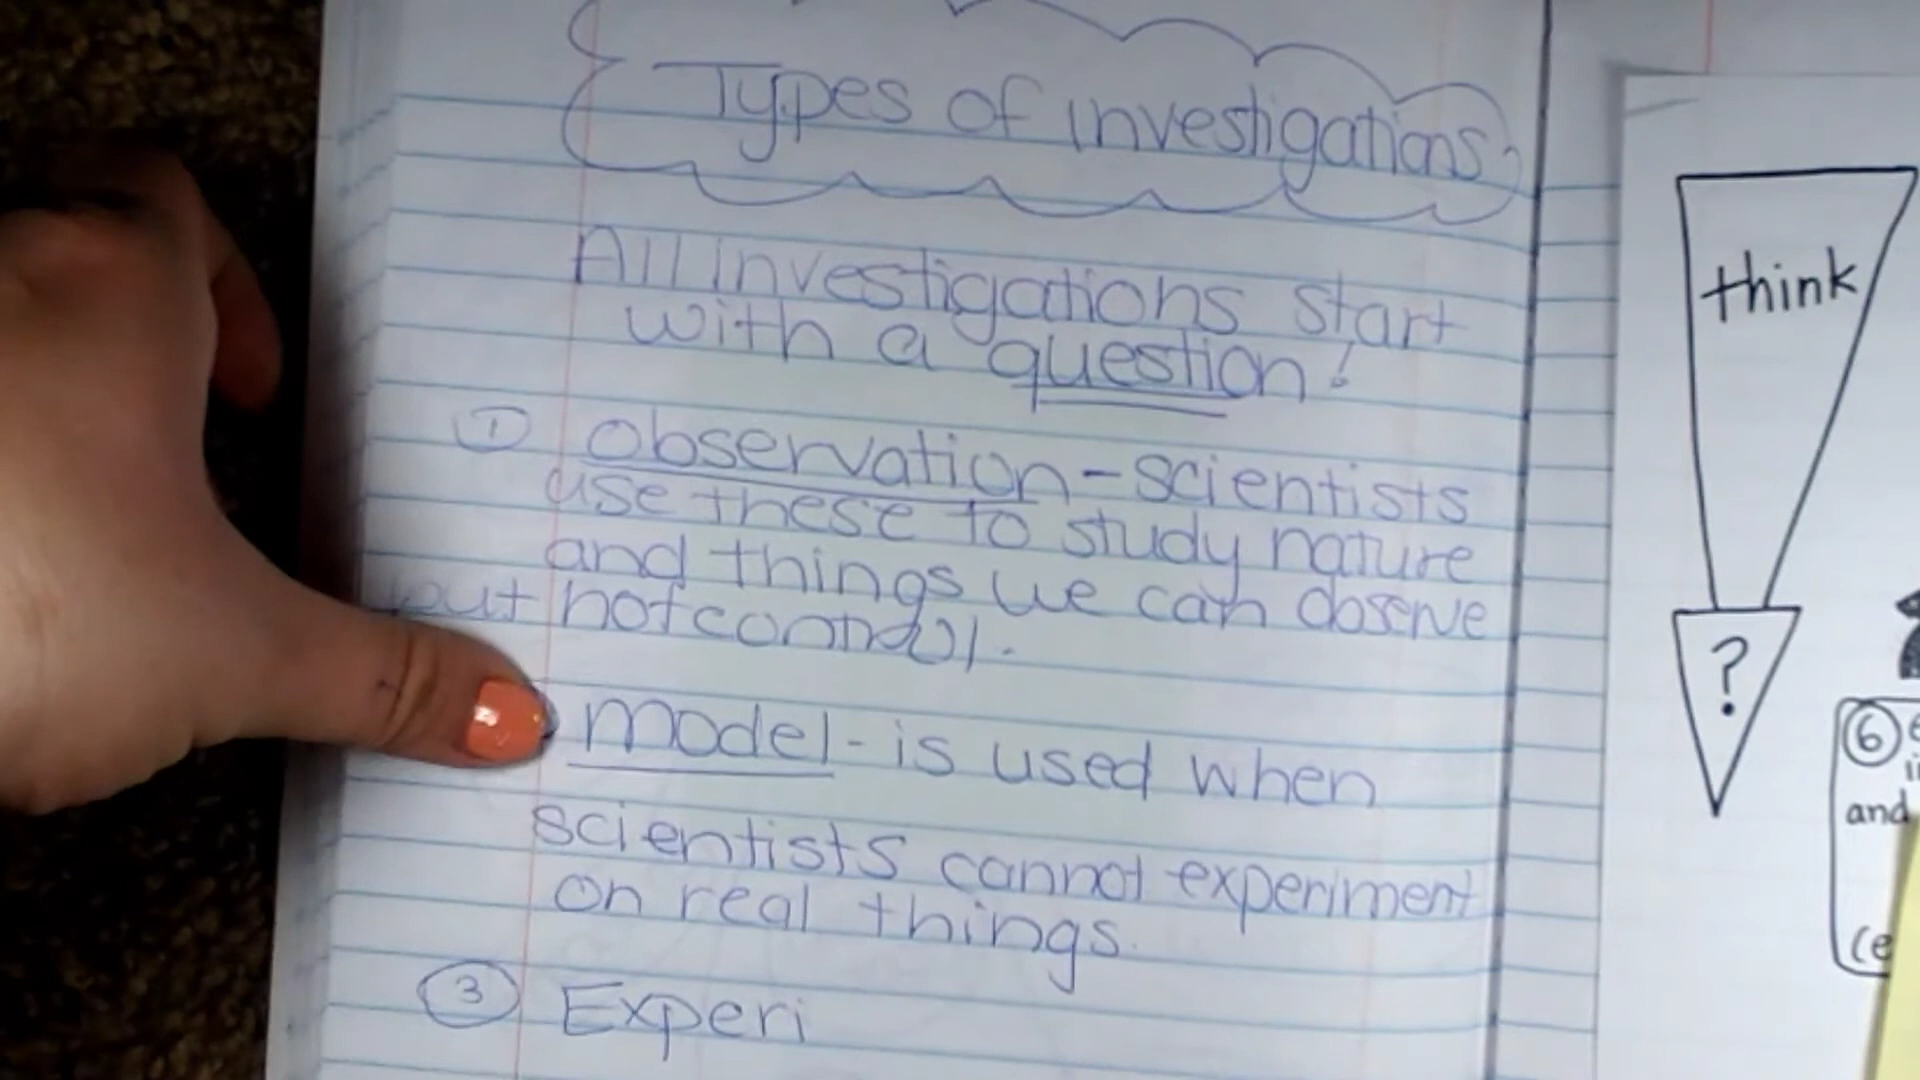 Types of investigations
All investigations start
with a question!
1 Observation - scientists
use these to study nature
and things we can observe
but not control.
Model - is used when
scientists cannot experiment
on real things.
3 Experi
think
?
6
and